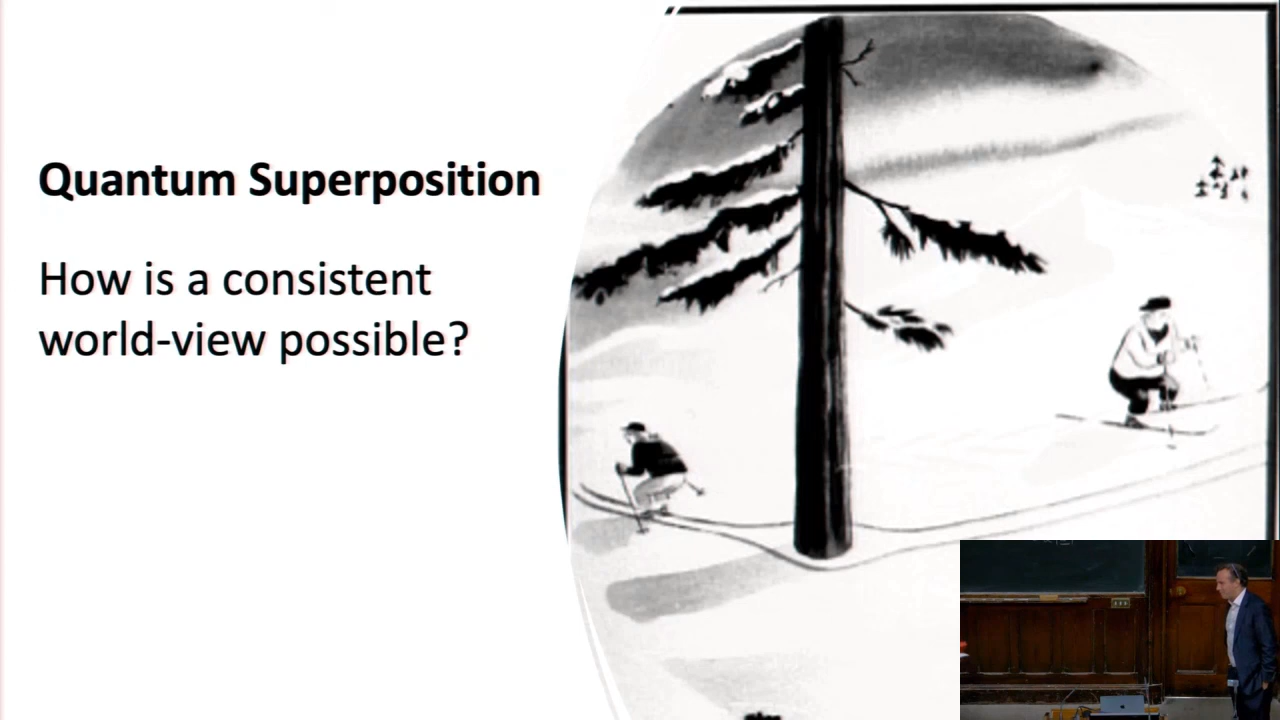 Quantum Superposition
How is a consistent
world-view possible?